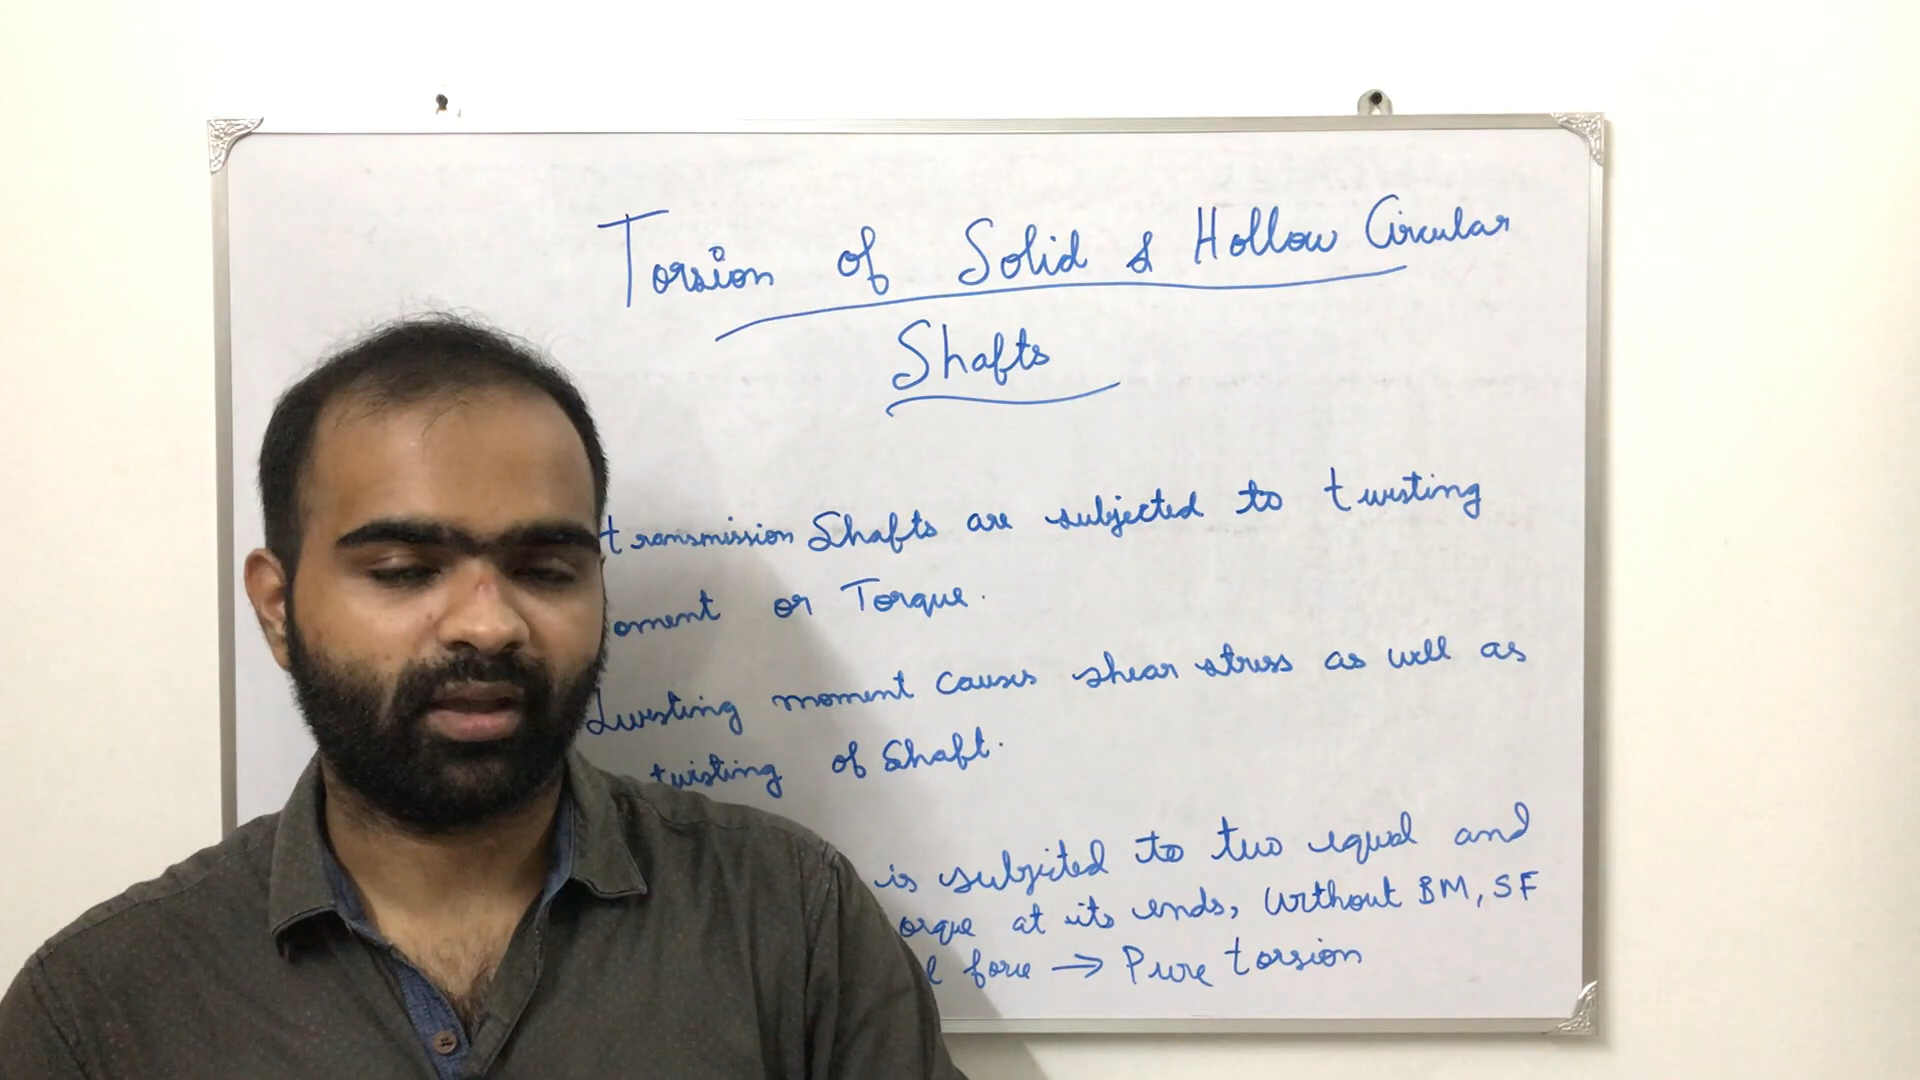 Torsion of Solid & Hollow Circular
Shafts
transmission Shafts are subjected to twisting
oment or Torque.
twisting moment causes shear stress as well as
twisting of Shaft.
is subjected to two equal and
orque at its ends, without BM, SF
l force → Pure torsion